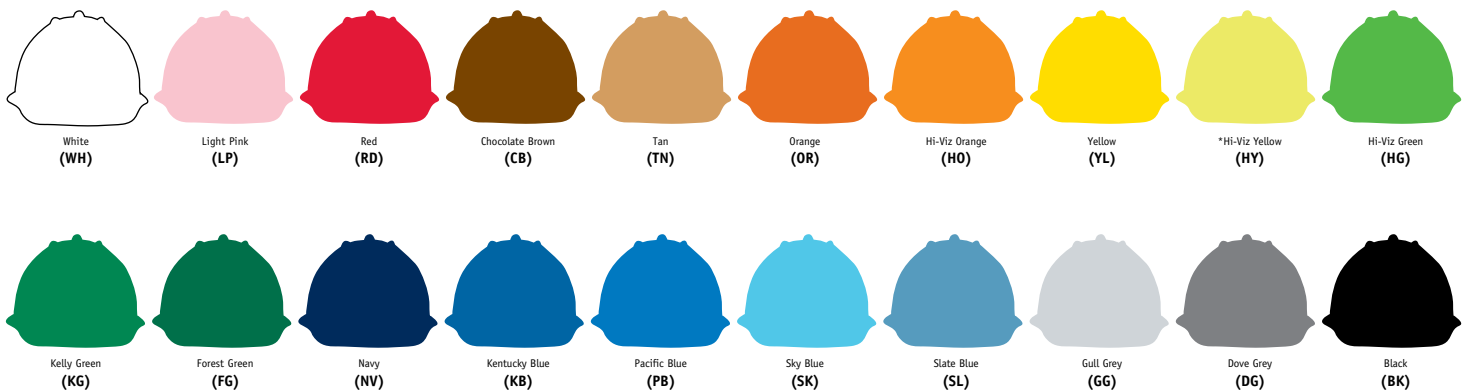 White
(WH)
Light Pink
(LP)
Red
(RD)
Chocolate Brown
(CB)
Tan
(TN)
Orange
(OR)
Hi-Viz Orange
(HO)
Yellow
(YL)
*Hi-Viz Yellow
(HY)
Hi-Viz Green
(HG)
Kelly Green
(KG)
Forest Green
(FG)
Navy
(NV)
Kentucky Blue
(KB)
Pacific Blue
(PB)
Sky Blue
(SK)
Slate Blue
(SL)
Gull Grey
(GG)
Dove Grey
(DG)
Black
(BK)